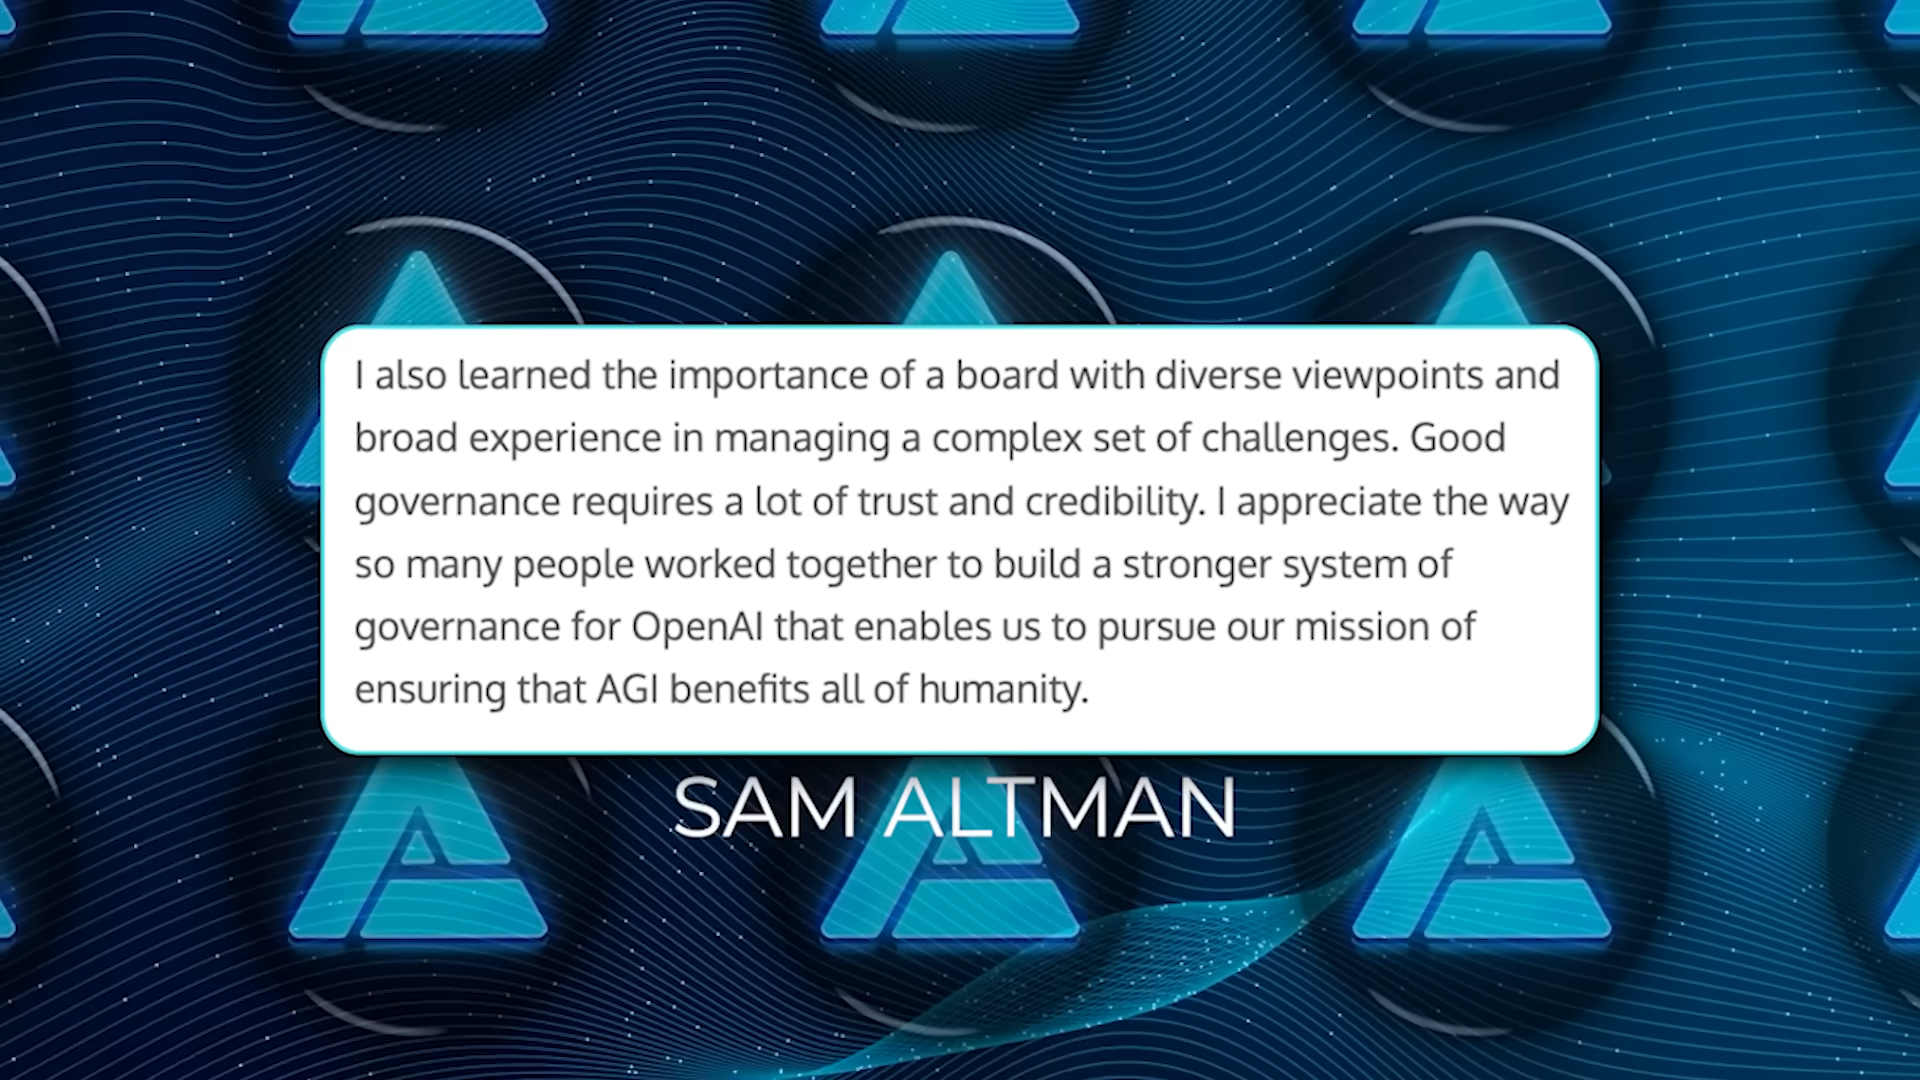 I also learned the importance of a board with diverse viewpoints and
broad experience in managing a complex set of challenges. Good
governance requires a lot of trust and credibility. I appreciate the way
so many people worked together to build a stronger system of
governance for OpenAI that enables us to pursue our mission of
ensuring that AGI benefits all of humanity.
SAM ALTMAN